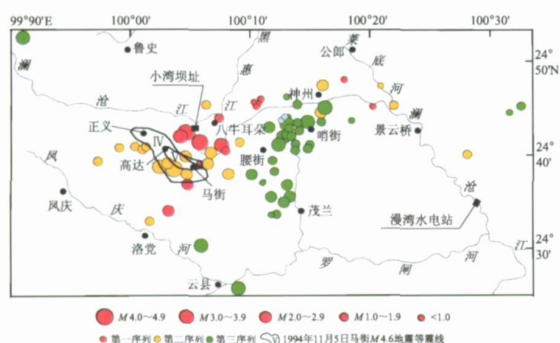 99°90′E 100°00′ 100°10′ 100°20′ 100°30′
鲁史
黑
惠
江
公郎
莱
底
河
24°
50′N
澜
沧
江
小湾坝址
神州
澜
正义
八牛耳朵
哨街
景云桥
24°
40′
IV
V
高达
腰街
凤
马街
沧
凤庆
庆
茂兰
漫湾水电站
洛党
河
罗
闸
河
江
24°
30′
云县
M 4.0~4.9 M 3.0~3.9 M 2.0~2.9 M 1.0~1.9 <1.0
第一序列 第二序列 第三序列 1994年11月5日马街M 4.6地震等震线